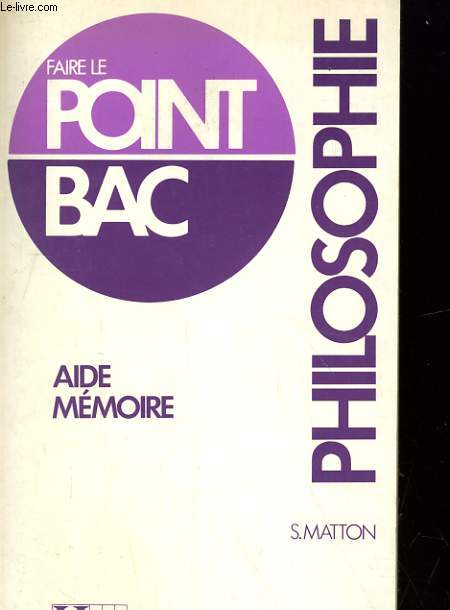 Le-livre.com
FAIRE LE
POINT
BAC
PHILOSOPHIE
AIDE
MÉMOIRE
S.MATTON